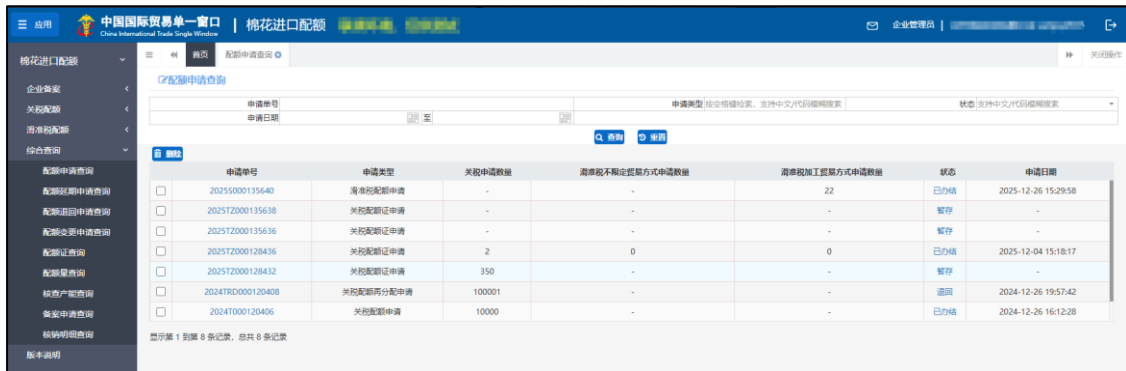 应用 中国国际贸易单一窗口 | 棉花进口配额 企业管理员 |
China International Trade Single Window
棉花进口配额 首页 配额申请查询 关闭操作
企业备案
关税配额
滑准税配额
综合查询
配额申请查询
配额延期申请查询
配额退回申请查询
配额变更申请查询
配额证查询
配额量查询
核查产能查询
备案申请查询
核销明细查询
版本说明
配额申请查询
申请单号 申请类型 按空格键检索、支持中文/代码模糊搜索 状态 支持中文/代码模糊搜索
申请日期 至
查询 重置
删除
申请单号 申请类型 关税申请数量 滑准税不限定贸易方式申请数量 滑准税加工贸易方式申请数量 状态 申请日期
2025S000135640 滑准税配额申请 - - 22 已办结 2025-12-26 15:29:58
2025TZ000135638 关税配额证申请 - - - 暂存 -
2025TZ000135636 关税配额证申请 - - - 暂存 -
2025TZ000128436 关税配额证申请 2 0 0 已办结 2025-12-04 15:18:17
2025TZ000128432 关税配额证申请 350 - - 暂存 -
2024TRD000120408 关税配额再分配申请 100001 - - 退回 2024-12-26 19:57:42
2024T000120406 关税配额申请 10000 - - 已办结 2024-12-26 16:12:28
显示第 1 到第 8 条记录，总共 8 条记录